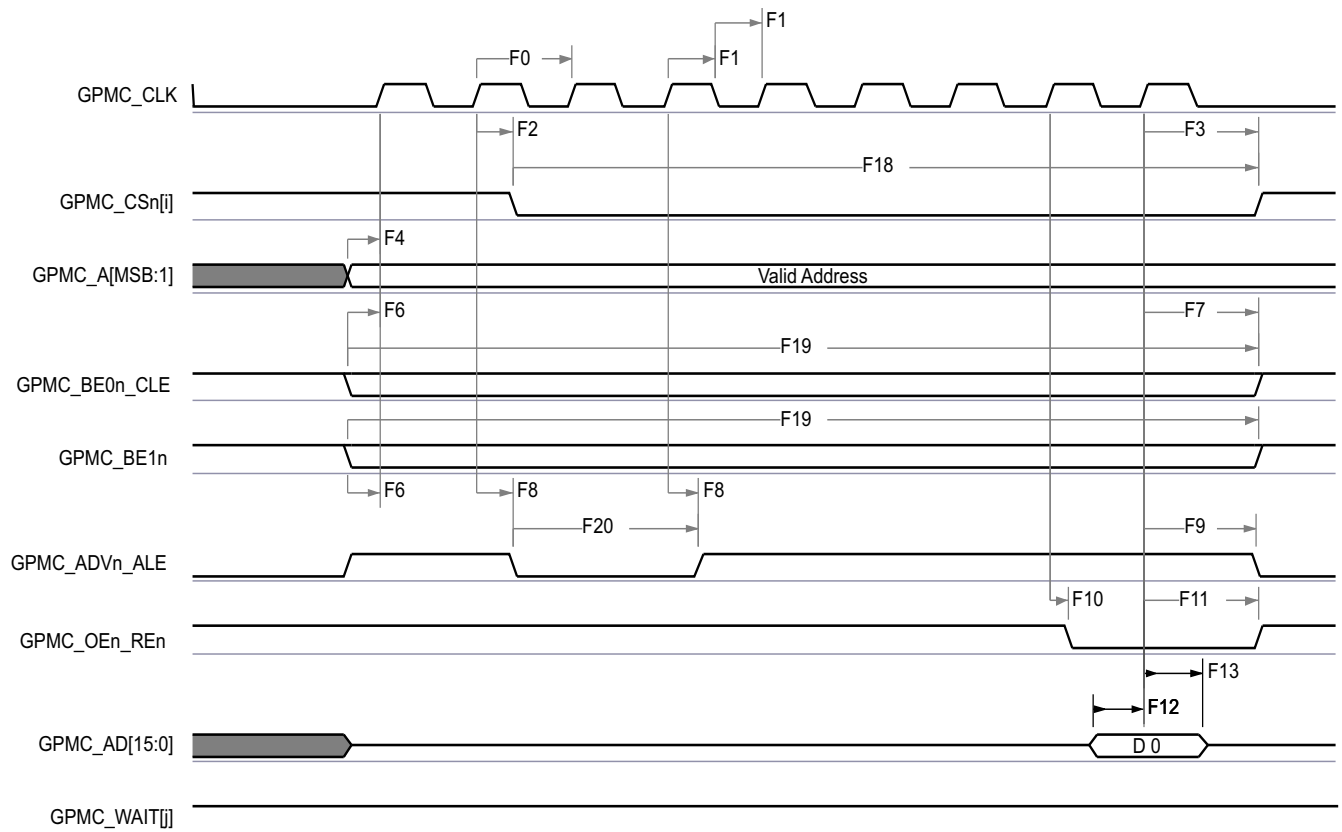 F1
F0
F1
GPMC_CLK
F2
F3
F18
GPMC_CSn[i]
F4
GPMC_A[MSB:1]
Valid Address
F6
F7
F19
GPMC_BE0n_CLE
F19
GPMC_BE1n
F6
F8
F8
F20
F9
GPMC_ADVn_ALE
F10
F11
GPMC_OEn_REn
F13
F12
GPMC_AD[15:0]
D 0
GPMC_WAIT[j]